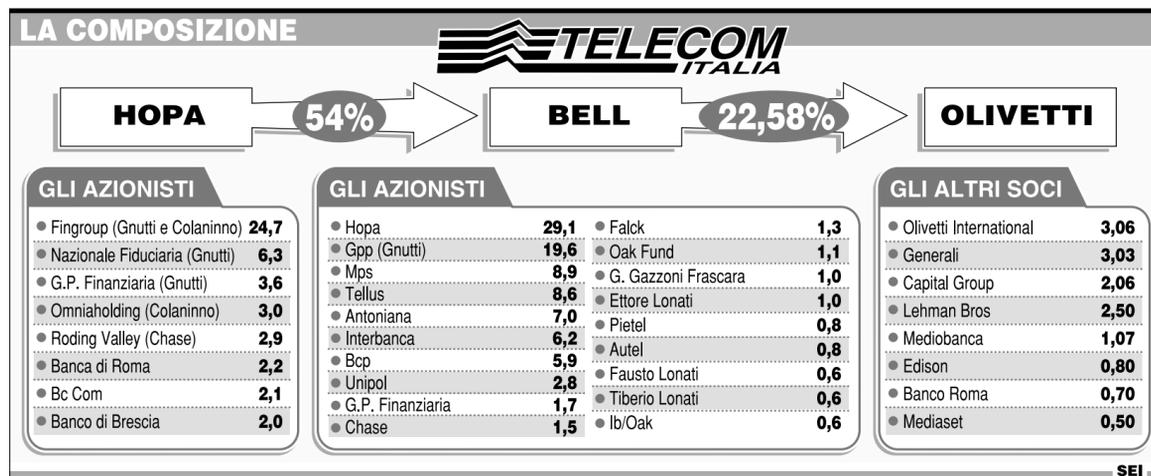 LA COMPOSIZIONE
TELECOM
ITALIA
HOPA
54%
BELL
22,58%
OLIVETTI
GLI AZIONISTI
Fingroup (Gnutti e Colaninno) 24,7
Nazionale Fiduciaria (Gnutti) 6,3
G.P. Finanziaria (Gnutti) 3,6
Omniaholding (Colaninno) 3,0
Roding Valley (Chase) 2,9
Banca di Roma 2,2
Bc Com 2,1
Banco di Brescia 2,0
GLI AZIONISTI
Hopa 29,1
Gpp (Gnutti) 19,6
Mps 8,9
Tellus 8,6
Antoniana 7,0
Interbanca 6,2
Bcp 5,9
Unipol 2,8
G.P. Finanziaria 1,7
Chase 1,5
Falck 1,3
Oak Fund 1,1
G. Gazzoni Frascara 1,0
Ettore Lonati 1,0
Pietel 0,8
Autel 0,8
Fausto Lonati 0,6
Tiberio Lonati 0,6
Ib/Oak 0,6
GLI ALTRI SOCI
Olivetti International 3,06
Generali 3,03
Capital Group 2,06
Lehman Bros 2,50
Mediobanca 1,07
Edison 0,80
Banco Roma 0,70
Mediaset 0,50
SEI